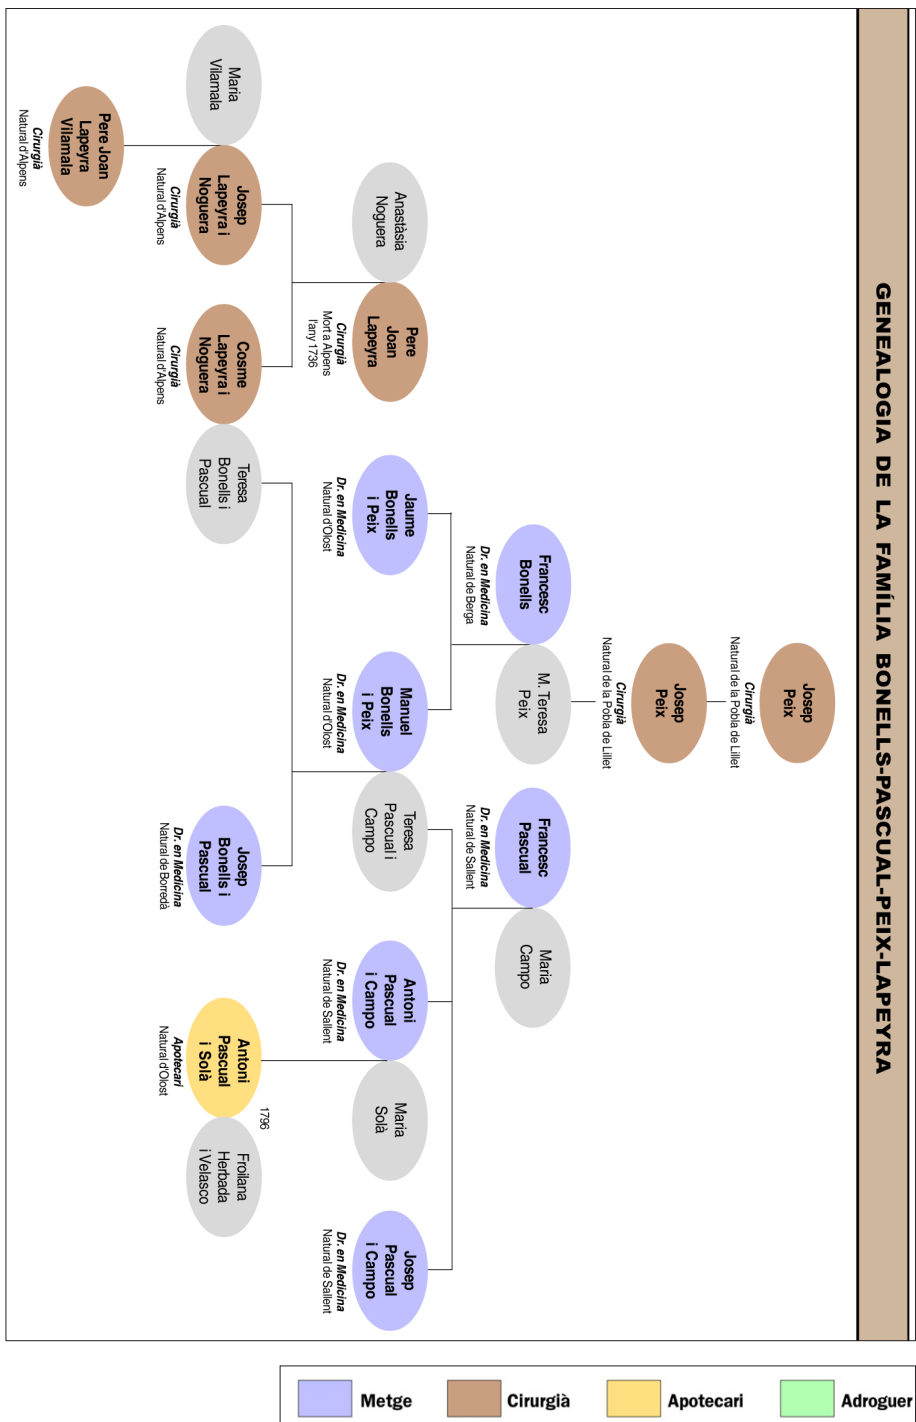 GENEALOGIA DE LA FAMÍLIA BONELLS-PASCUAL-PEIX-LAPEYRA
Josep
Peix
Cirurgià
Natural de la Pobla de Lillet
Josep
Peix
Cirurgià
Natural de la Pobla de Lillet
Francesc
Bonells
Dr. en Medicina
Natural de Berga
M. Teresa
Peix
Francesc
Pascual
Dr. en Medicina
Natural de Sallent
Maria
Campo
Anastàsia
Noguera
Pere
Joan
Lapeyra
Cirurgià
Mort a Alpens
l'any 1736
Jaume
Bonells
i Peix
Dr. en Medicina
Natural d'Olost
Manuel
Bonells
i Peix
Dr. en Medicina
Natural d'Olost
Teresa
Pascual i
Campo
Antoni
Pascual
i Campo
Dr. en Medicina
Natural de Sallent
Maria
Solà
Josep
Pascual
i Campo
Dr. en Medicina
Natural de Sallent
Maria
Vilamala
Josep
Lapeyra i
Noguera
Cirurgià
Natural d'Alpens
Cosme
Lapeyra i
Noguera
Cirurgià
Natural d'Alpens
Teresa
Bonells i
Pascual
Josep
Bonells i
Pascual
Dr. en Medicina
Natural de Borredà
Antoni
Pascual
i Solà
Apotecari
Natural d'Olost
1796
Froilana
Herbada
i Velasco
Pere Joan
Lapeyra
Vilamala
Cirurgià
Natural d'Alpens
Metge
Cirurgià
Apotecari
Adroguer